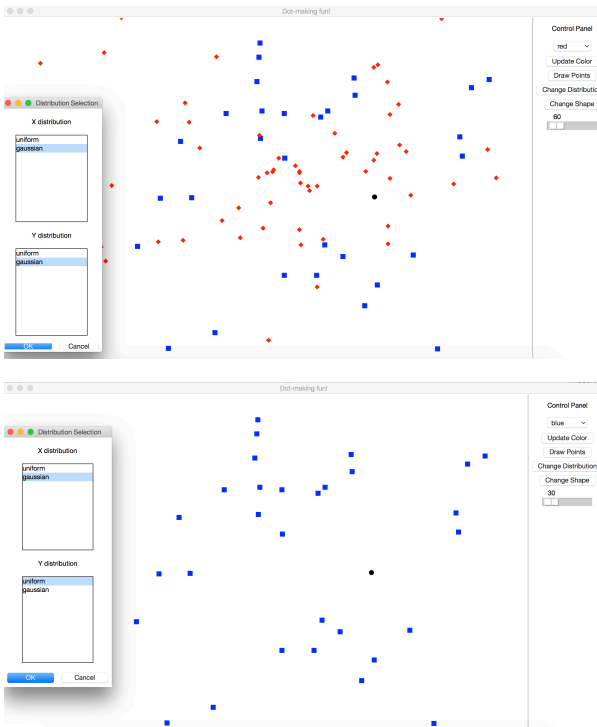 Dot-making fun!
Control Panel
red
Update Color
Draw Points
Change Distributio
Change Shape
60
Distribution Selection
X distribution
uniform
gaussian
Y distribution
uniform
gaussian
OK
Cancel
Dot-making fun!
Control Panel
blue
Update Color
Draw Points
Change Distribution
Change Shape
30
Distribution Selection
X distribution
uniform
gaussian
Y distribution
uniform
gaussian
OK
Cancel